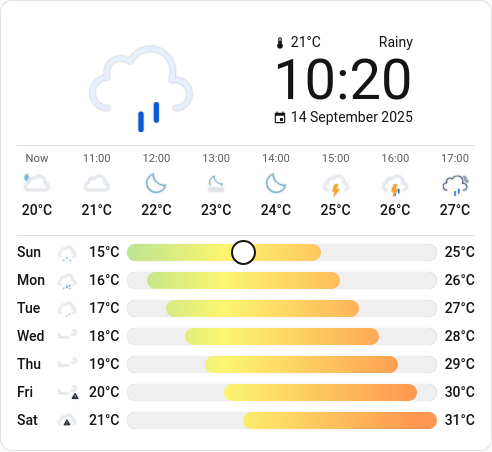 21°C Rainy
10:20
14 September 2025
Now 11:00 12:00 13:00 14:00 15:00 16:00 17:00
20°C 21°C 22°C 23°C 24°C 25°C 26°C 27°C
Sun 15°C 25°C
Mon 16°C 26°C
Tue 17°C 27°C
Wed 18°C 28°C
Thu 19°C 29°C
Fri 20°C 30°C
Sat 21°C 31°C